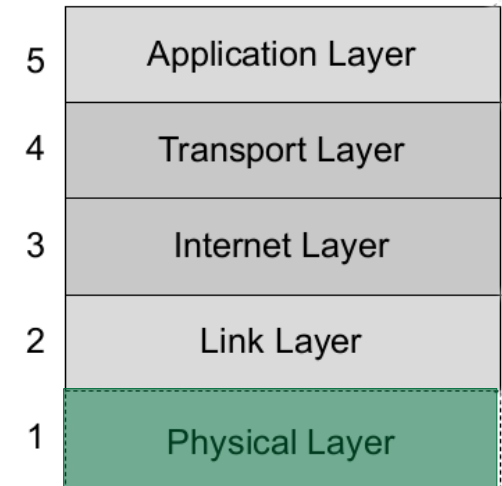 5 Application Layer
4 Transport Layer
3 Internet Layer
2 Link Layer
1 Physical Layer